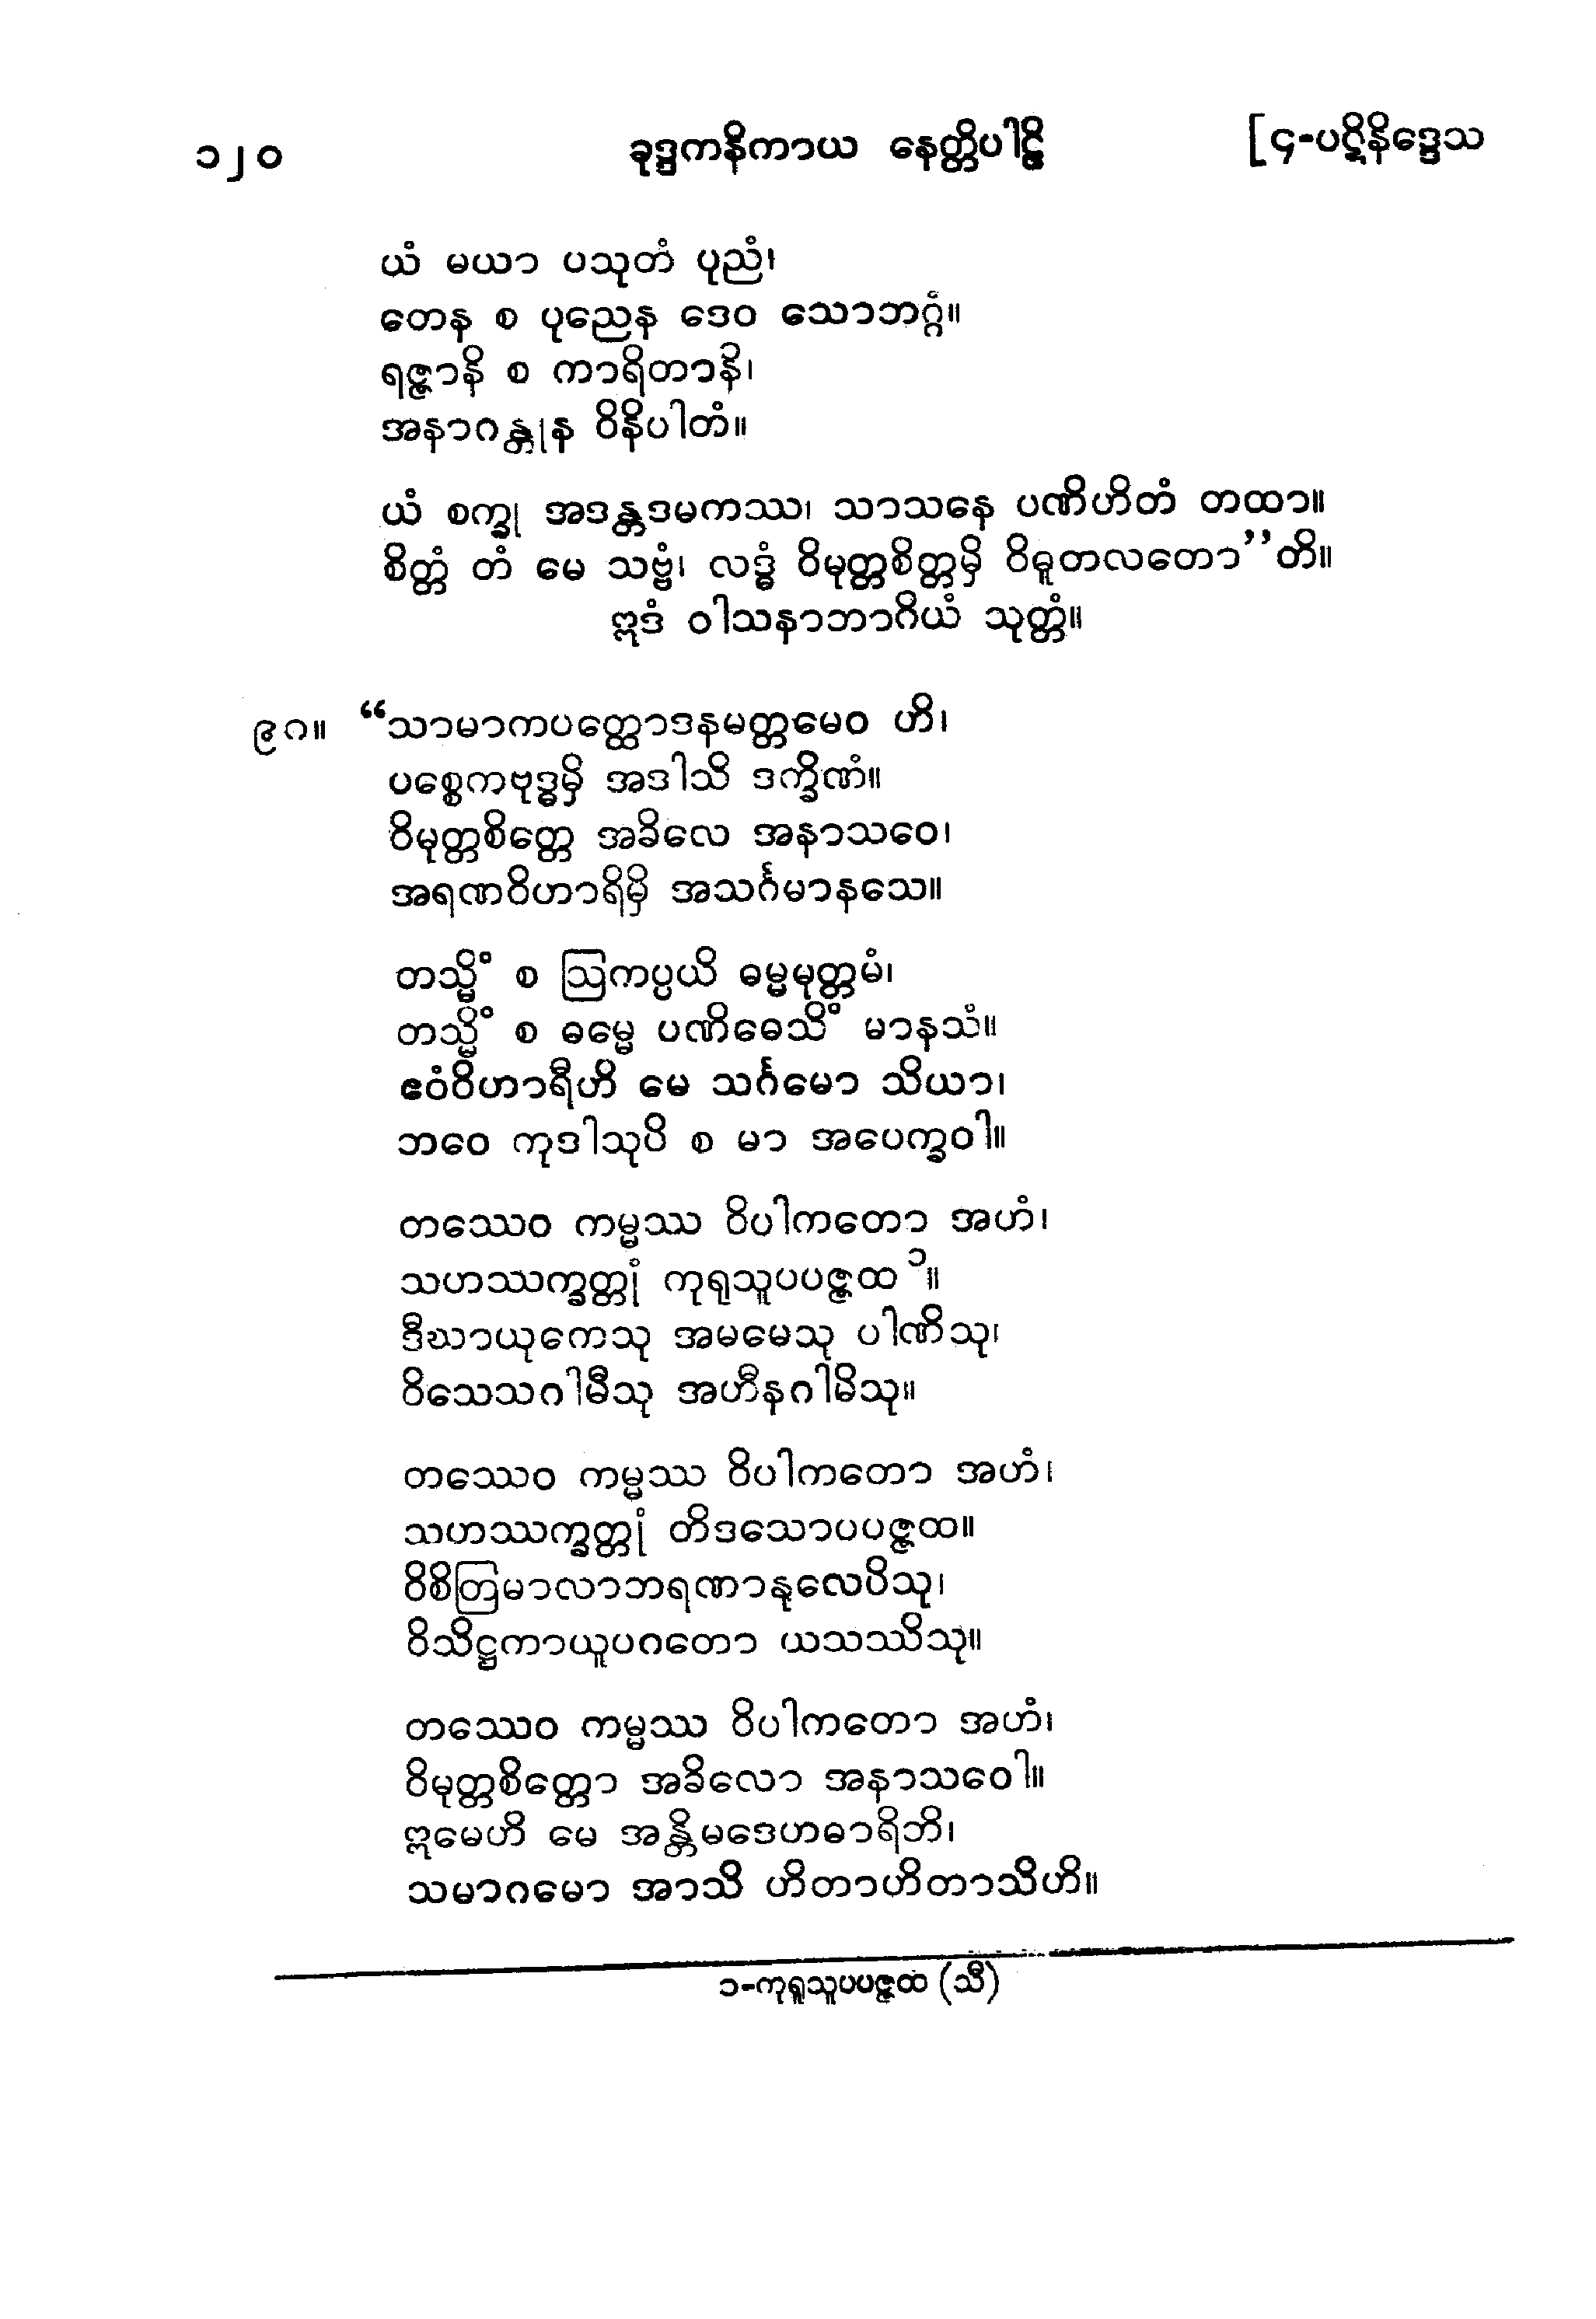 ၁၂၀ ခုဒ္ဒကနိကာယ နေတ္တိပါဠိ [၄-ပဋိနိဒ္ဒေသ
ယံ မယာ ပသုတံ ပုညံ၊
တေန စ ပုညေန ဒေဝ သောဘဂ္ဂံ။
ရဇ္ဇာနိ စ ကာရိတာနိ၊
အနာဂန္တုန ဝိနိပါတံ။
ယံ စက္ခု အဒန္တဒမကဿ၊ သာသနေ ပဏိဟိတံ တထာ။
စိတ္တံ တံ မေ သဗ္ဗံ၊ လဒ္ဓံ ဝိမုတ္တစိတ္တမှိ ဝိဓူတလတော’’တိ။
ဣဒံ ဝါသနာဘာဂိယံ သုတ္တံ။
၉၈။ “သာမာကပတ္ထောဒနမတ္တမေဝ ဟိ၊
ပစ္စေကဗုဒ္ဓမှိ အဒါသိ ဒက္ခိဏံ။
ဝိမုတ္တစိတ္တေ အခိလေ အနာသဝေ၊
အရဏဝိဟာရိမှိ အသင်္ဂမာနသေ။
တသ္မိံ စ ဩကပ္ပယိ ဓမ္မမုတ္တမံ၊
တသ္မိံ စ ဓမ္မေ ပဏိဓေသိံ မာနသံ။
ဧဝံဝိဟာရီဟိ မေ သင်္ဂမော သိယာ၊
ဘဝေ ကုဒါသုပိ စ မာ အပေက္ခဝါ။
တဿေဝ ကမ္မဿ ဝိပါကတော အဟံ၊
သဟဿက္ခတ္တုံ ကုရုသူပပဇ္ဇထ ၁။
ဒီဃာယုကေသု အမမေသု ပါဏိသု၊
ဝိသေသဂါမီသု အဟီနဂါမိသု။
တဿေဝ ကမ္မဿ ဝိပါကတော အဟံ၊
သဟဿက္ခတ္တုံ တိဒသောပပဇ္ဇထ။
ဝိစိတြမာလာဘရဏာနုလေပိသု၊
ဝိသိဋ္ဌကာယူပဂတော ယသဿိသု။
တဿေဝ ကမ္မဿ ဝိပါကတော အဟံ၊
ဝိမုတ္တစိတ္တော အခိလော အနာသဝေါ။
ဣမေဟိ မေ အန္တိမဒေဟဓာရိဘိ၊
သမာဂမော အာသိ ဟိတာဟိတာသိဟိ။
၁-ကုရူသူပပဇ္ဇထ (သီ)